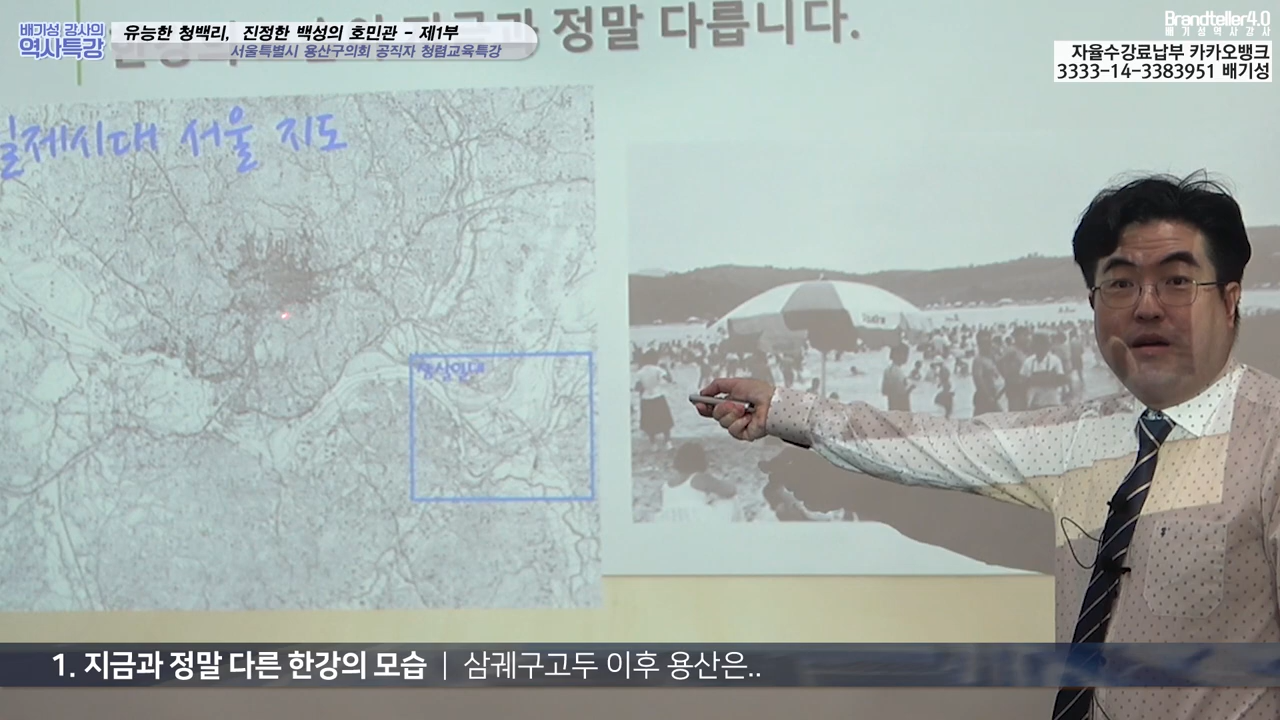 배기성 강사의
역사특강
유능한 청백리, 진정한 백성의 호민관 - 제1부
서울특별시 용산구의회 공직자 청렴교육특강
정말 다릅니다.
Brandteller4.0
배기성역사강사
자율수강료납부 카카오뱅크
3333-14-3383951 배기성
일제시대 서울 지도
잠실일대
1. 지금과 정말 다른 한강의 모습 | 삼궤구고두 이후 용산은..